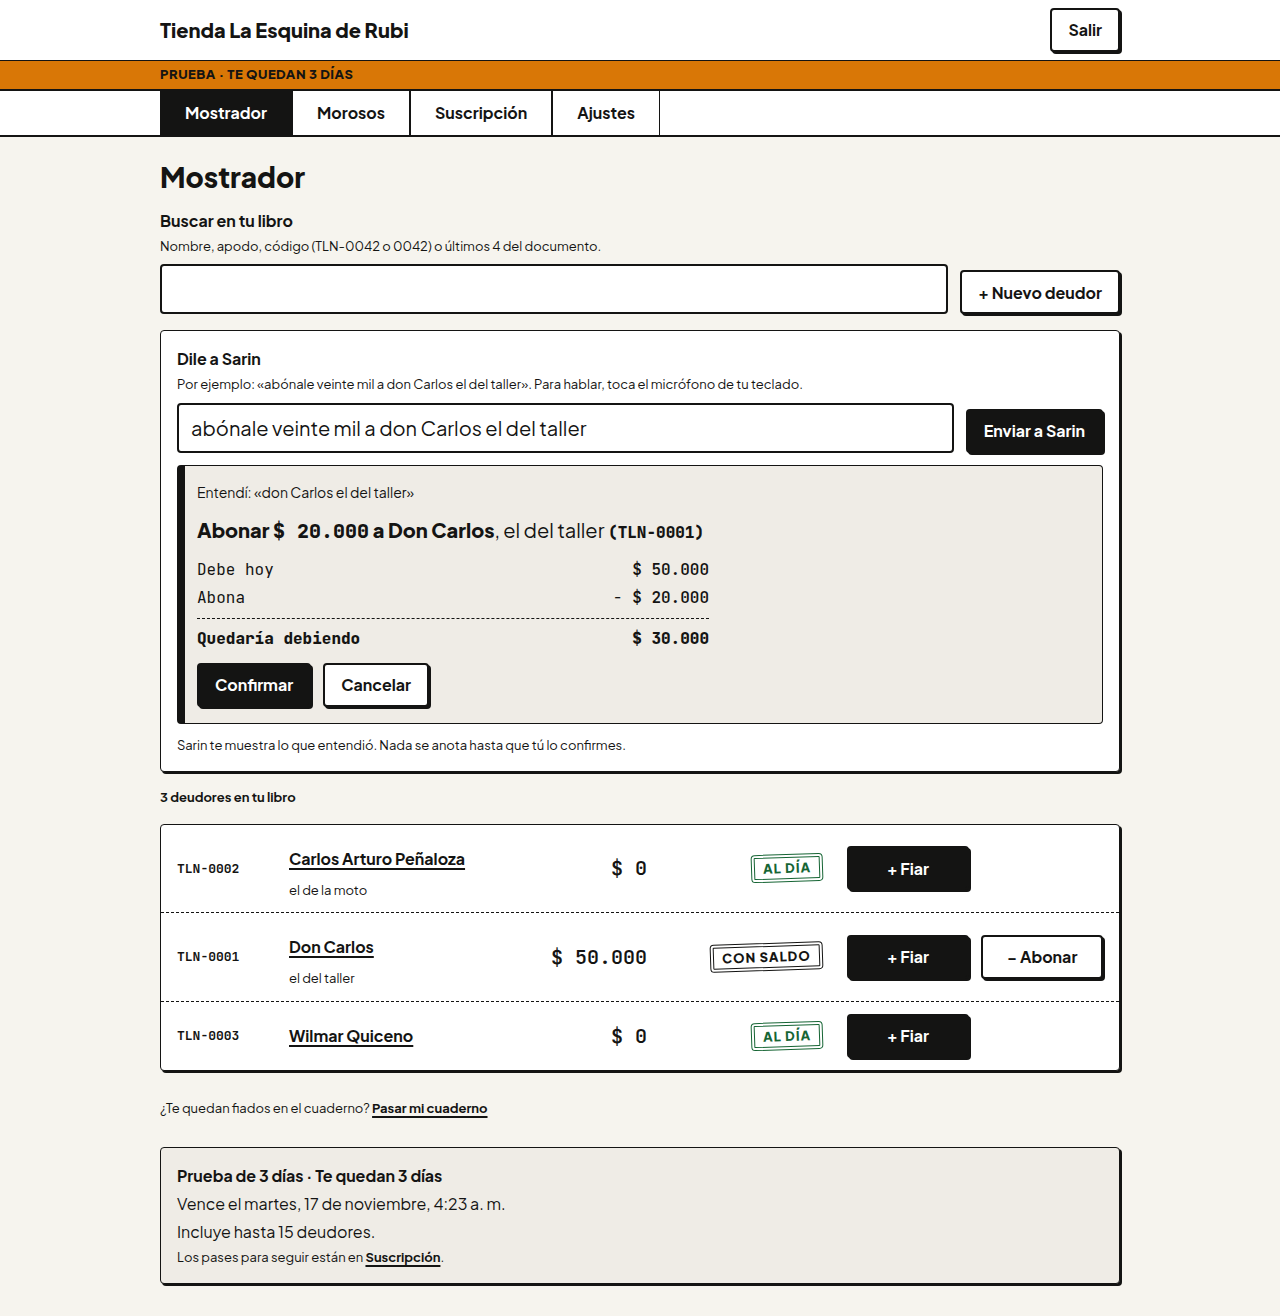 Tienda La Esquina de Rubi
Salir
PRUEBA · TE QUEDAN 3 DÍAS
Mostrador
Morosos
Suscripción
Ajustes
Mostrador
Buscar en tu libro
Nombre, apodo, código (TLN-0042 o 0042) o últimos 4 del documento.
+ Nuevo deudor
Dile a Sarin
Por ejemplo: «abónale veinte mil a don Carlos el del taller». Para hablar, toca el micrófono de tu teclado.
abónale veinte mil a don Carlos el del taller
Enviar a Sarin
Entendí: «don Carlos el del taller»
Abonar $ 20.000 a Don Carlos, el del taller (TLN-0001)
Debe hoy $ 50.000
Abona - $ 20.000
Quedaría debiendo $ 30.000
Confirmar
Cancelar
Sarin te muestra lo que entendió. Nada se anota hasta que tú lo confirmes.
3 deudores en tu libro
TLN-0002 Carlos Arturo Peñaloza $ 0 AL DÍA + Fiar
el de la moto
TLN-0001 Don Carlos $ 50.000 CON SALDO + Fiar – Abonar
el del taller
TLN-0003 Wilmar Quiceno $ 0 AL DÍA + Fiar
¿Te quedan fiados en el cuaderno? Pasar mi cuaderno
Prueba de 3 días · Te quedan 3 días
Vence el martes, 17 de noviembre, 4:23 a. m.
Incluye hasta 15 deudores.
Los pases para seguir están en Suscripción.